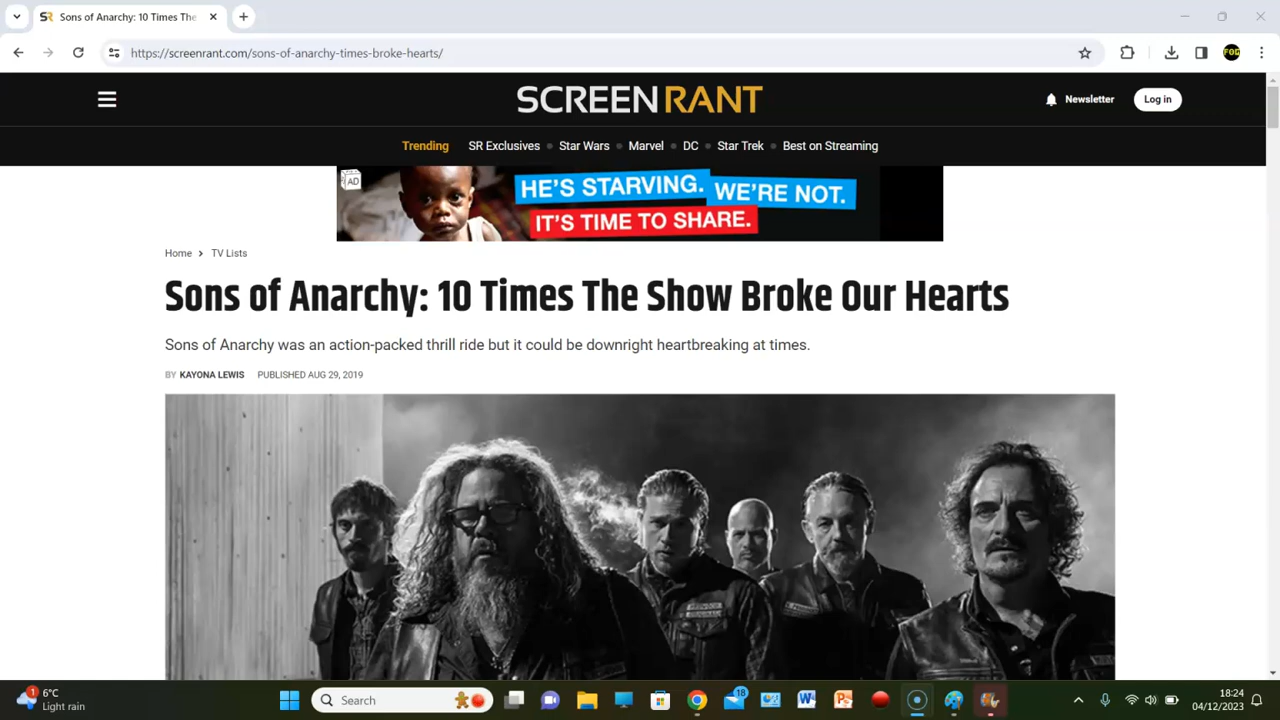 Sons of Anarchy: 10 Times The
https://screenrant.com/sons-of-anarchy-times-broke-hearts/
SCREENRANT
Newsletter
Log in
Trending SR Exclusives Star Wars Marvel DC Star Trek Best on Streaming
AD
HE'S STARVING. WE'RE NOT.
IT'S TIME TO SHARE.
Home > TV Lists
Sons of Anarchy: 10 Times The Show Broke Our Hearts
Sons of Anarchy was an action-packed thrill ride but it could be downright heartbreaking at times.
BY KAYONA LEWIS PUBLISHED AUG 29, 2019
1
6°C
Light rain
Search
18
18:24
04/12/2023